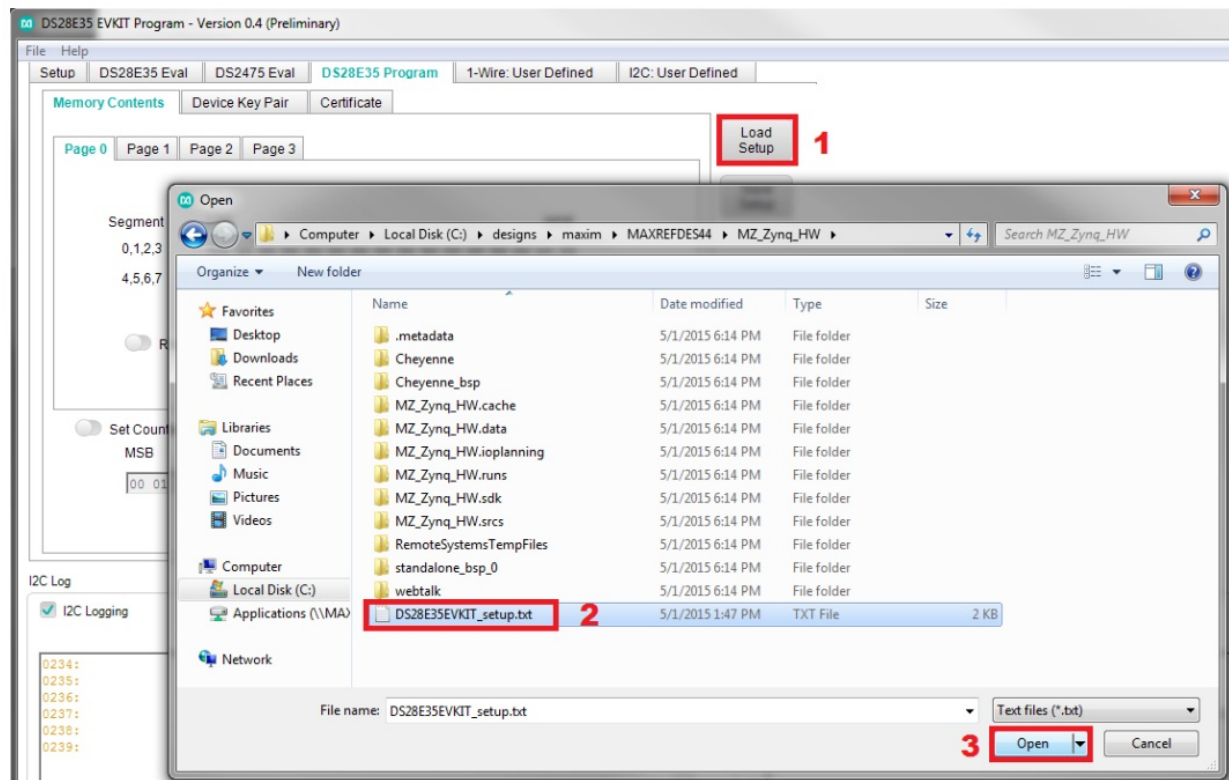 DS28E35 EVKIT Program - Version 0.4 (Preliminary)
File Help
Setup DS28E35 Eval DS2475 Eval DS28E35 Program 1-Wire: User Defined I2C: User Defined
Memory Contents Device Key Pair Certificate
Load
Setup
1
Page 0 Page 1 Page 2 Page 3
Segment
0,1,2,3
4,5,6,7
R
Set Count
MSB
00 01
I2C Log
I2C Logging
0234:
0235:
0236:
0237:
0238:
0239:
Open
Computer Local Disk (C:) designs maxim MAXREFDES44 MZ_Zynq_HW
Search MZ_Zynq_HW
Organize New folder
Favorites
Desktop
Downloads
Recent Places
Libraries
Documents
Music
Pictures
Videos
Computer
Local Disk (C:)
Applications (\\MAX
Network
Name Date modified Type Size
.metadata 5/1/2015 6:14 PM File folder
Cheyenne 5/1/2015 6:14 PM File folder
Cheyenne_bsp 5/1/2015 6:14 PM File folder
MZ_Zynq_HW.cache 5/1/2015 6:14 PM File folder
MZ_Zynq_HW.data 5/1/2015 6:14 PM File folder
MZ_Zynq_HW.ioplanning 5/1/2015 6:14 PM File folder
MZ_Zynq_HW.runs 5/1/2015 6:14 PM File folder
MZ_Zynq_HW.sdk 5/1/2015 6:14 PM File folder
MZ_Zynq_HW.srcs 5/1/2015 6:14 PM File folder
RemoteSystemsTempFiles 5/1/2015 6:14 PM File folder
standalone_bsp_0 5/1/2015 6:14 PM File folder
webtalk 5/1/2015 6:14 PM File folder
DS28E35EVKIT_setup.txt 2 5/1/2015 1:47 PM TXT File 2 KB
File name: DS28E35EVKIT_setup.txt Text files (*.txt)
3 Open Cancel